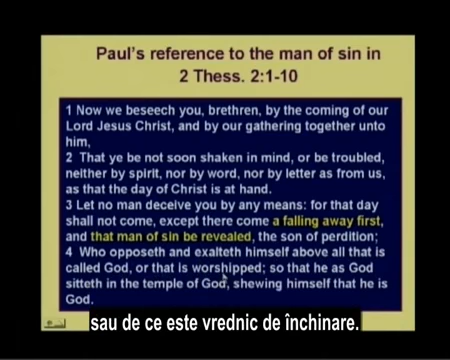 Paul's reference to the man of sin in
2 Thess. 2:1-10
1 Now we beseech you, brethren, by the coming of our
Lord Jesus Christ, and by our gathering together unto
him,
2 That ye be not soon shaken in mind, or be troubled,
neither by spirit, nor by word, nor by letter as from us,
as that the day of Christ is at hand.
3 Let no man deceive you by any means: for that day
shall not come, except there come a falling away first,
and that man of sin be revealed, the son of perdition;
4 Who opposeth and exalteth himself above all that is
called God, or that is worshipped; so that he as God
sitteth in the temple of God, shewing himself that he is
God.
sau de ce este vrednic de închinare.